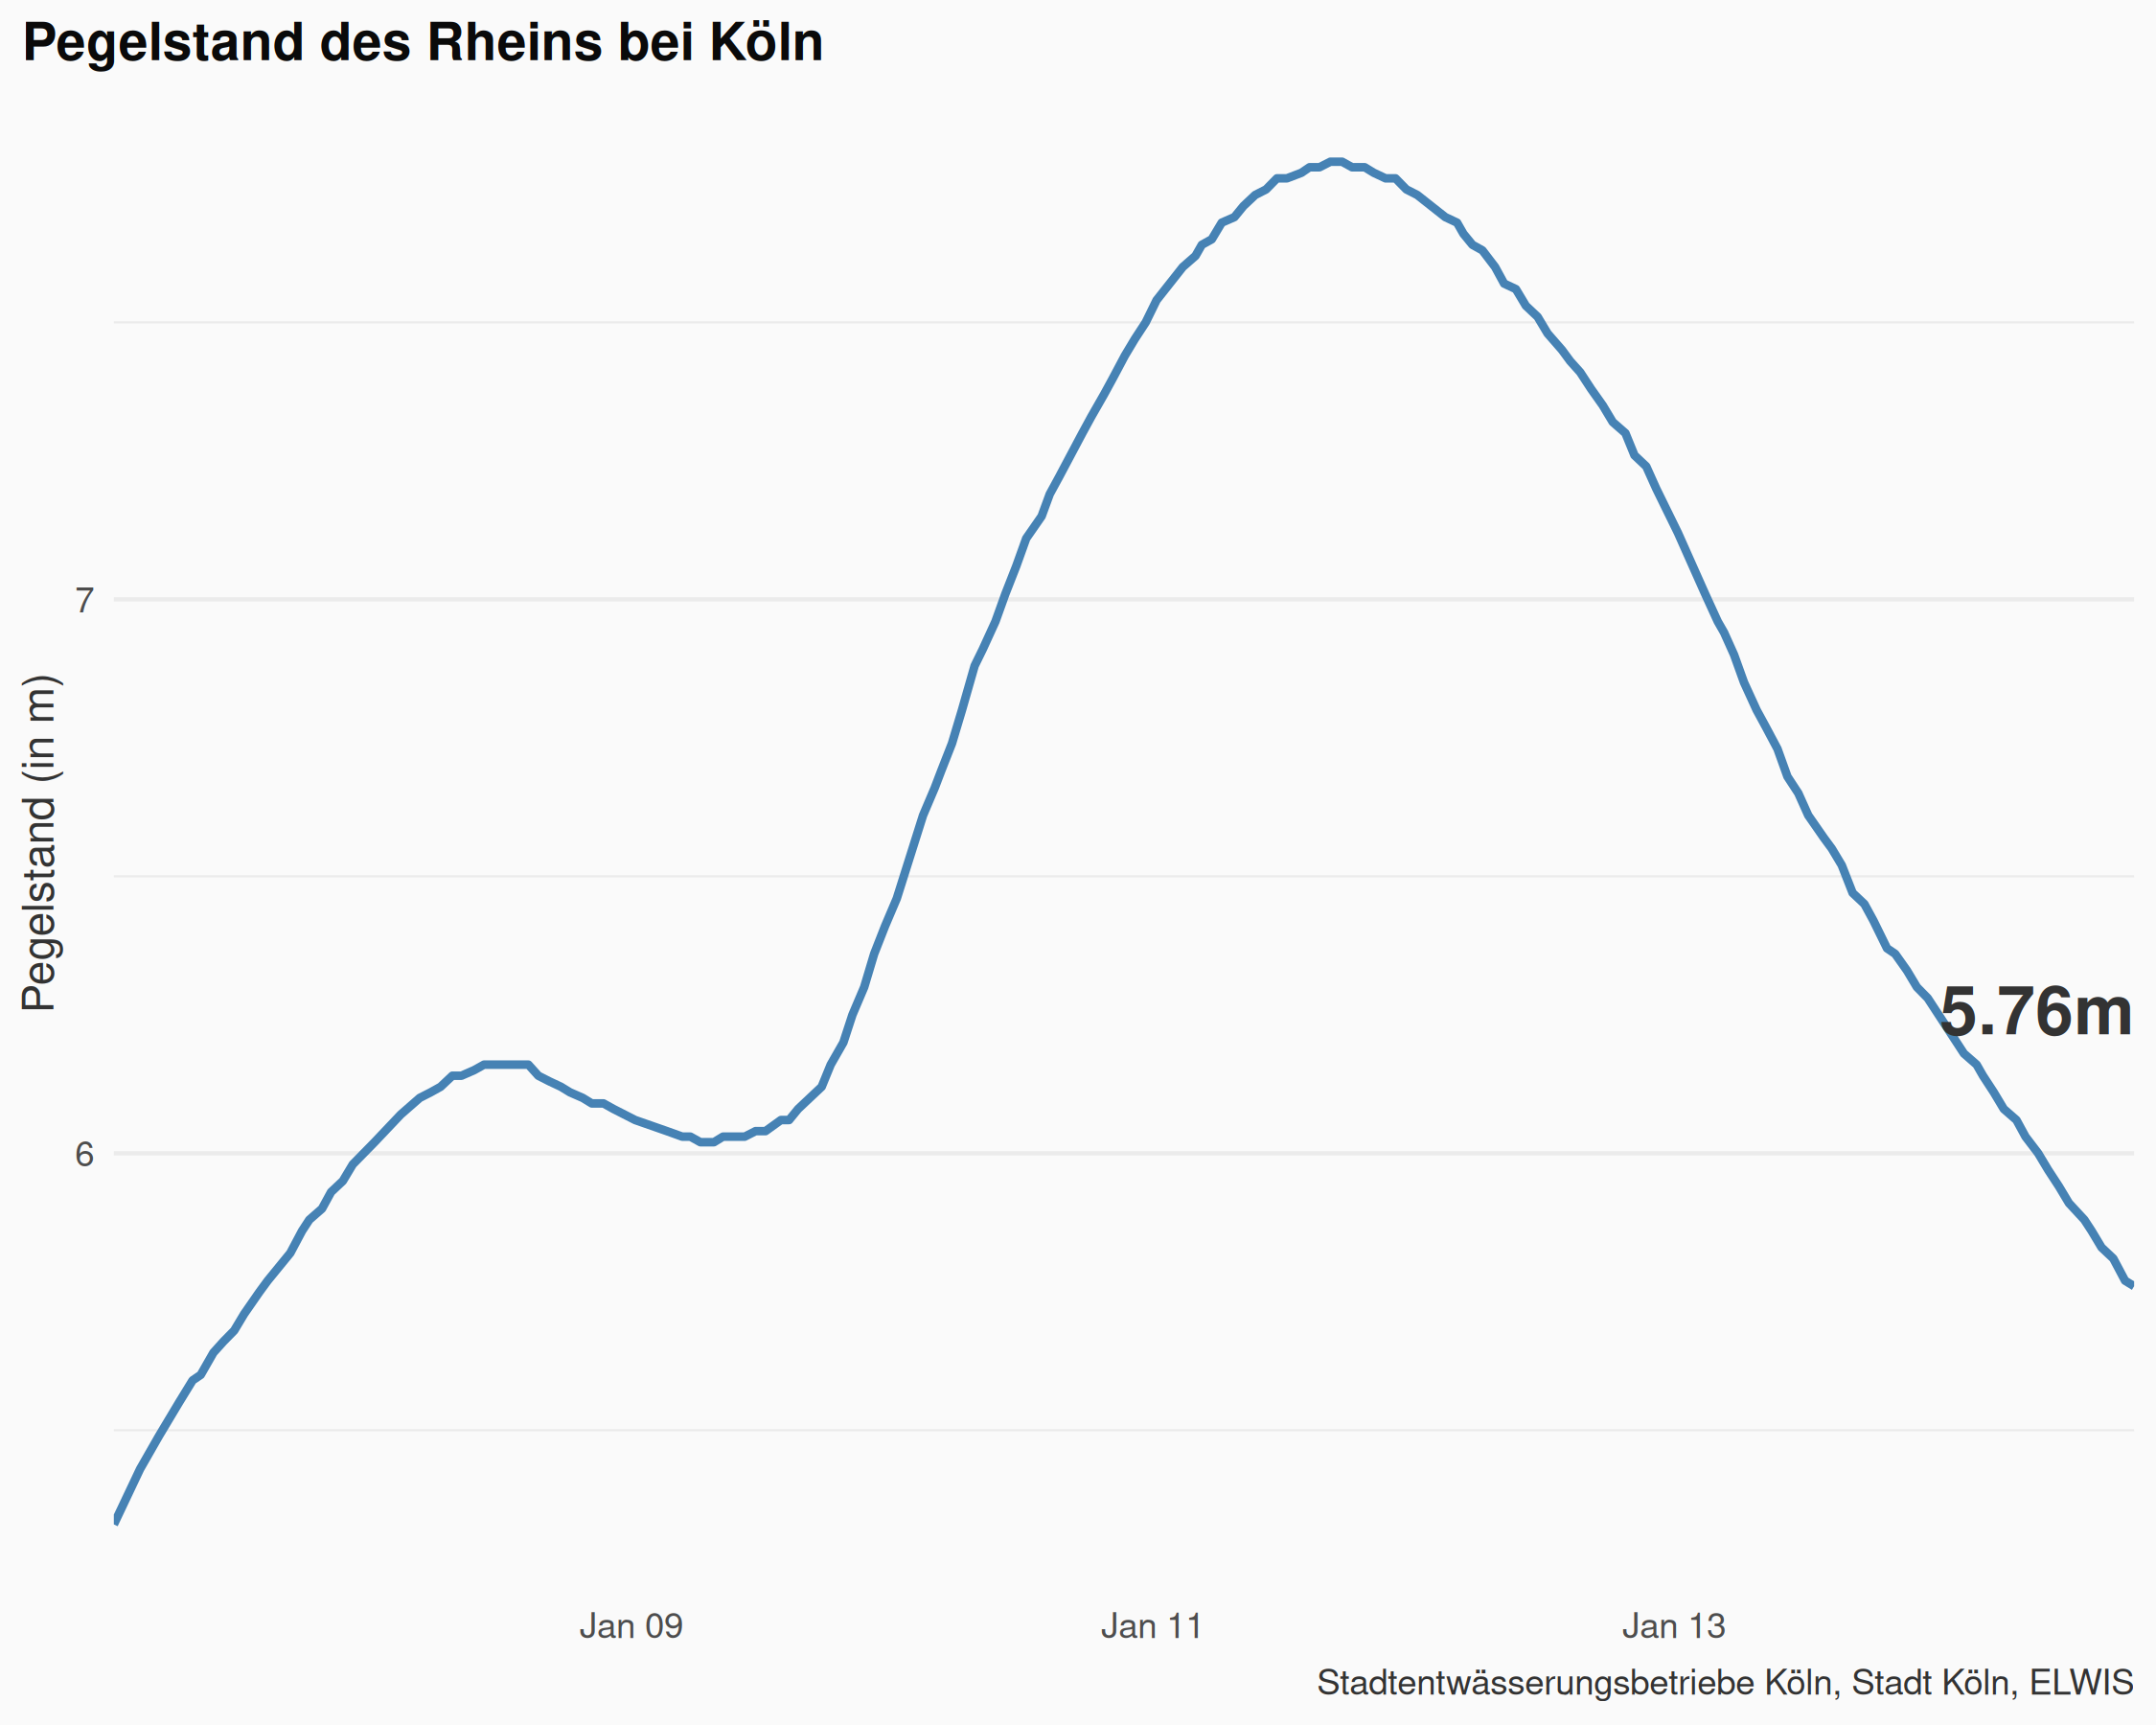 Pegelstand des Rheins bei Köln
Pegelstand (in m)
7
6
5.76m
Jan 09
Jan 11
Jan 13
Stadtentwässerungsbetriebe Köln, Stadt Köln, ELWIS